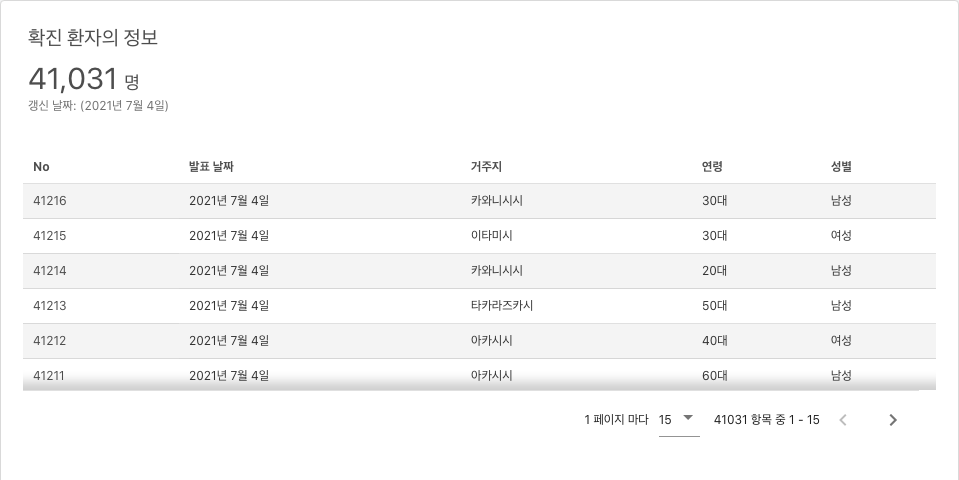 확진 환자의 정보
41,031 명
갱신 날짜: (2021년 7월 4일)
No 발표 날짜 거주지 연령 성별
41216 2021년 7월 4일 카와니시시 30대 남성
41215 2021년 7월 4일 이타미시 30대 여성
41214 2021년 7월 4일 카와니시시 20대 남성
41213 2021년 7월 4일 타카라즈카시 50대 남성
41212 2021년 7월 4일 아카시시 40대 여성
41211 2021년 7월 4일 아카시시 60대 남성
1 페이지 마다 15 41031 항목 중 1 - 15